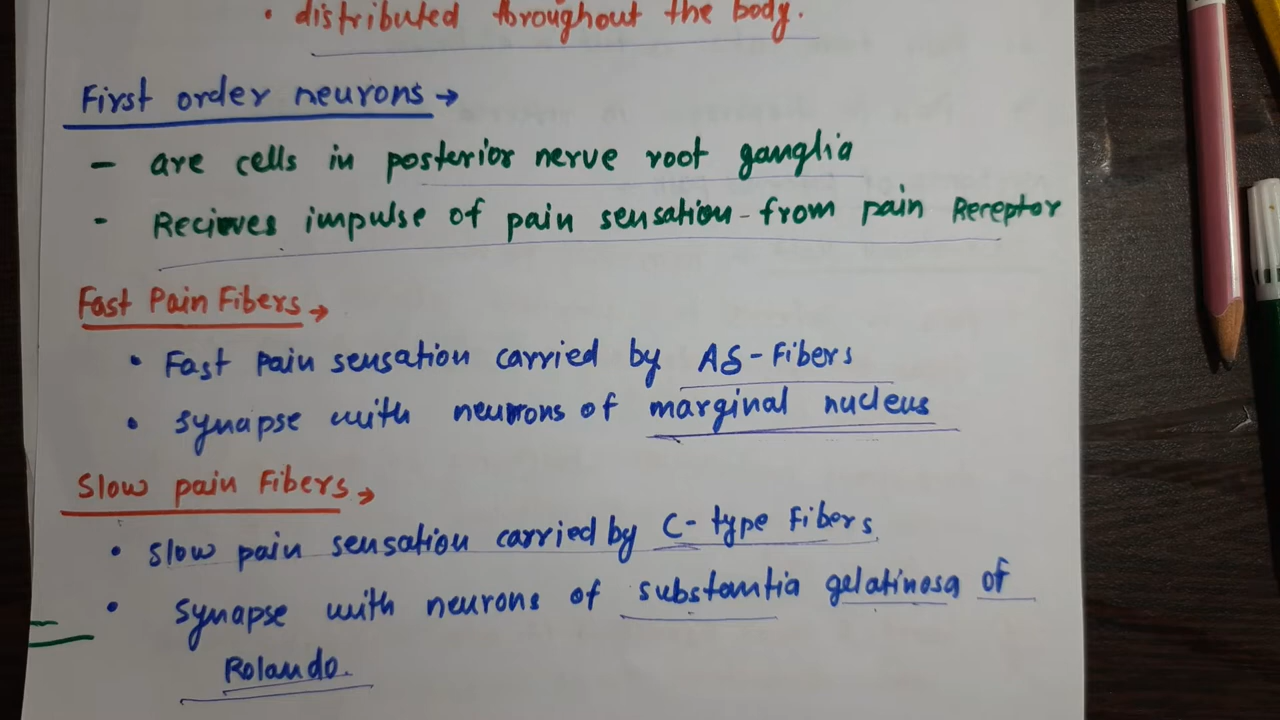 • distributed throughout the body.
First order neurons →
- are cells in posterior nerve root ganglia
- Recieves impulse of pain sensation from pain Receptor
Fast Pain Fibers →
• Fast Pain sensation carried by Aδ-Fibers
• synapse with neurons of marginal nucleus
Slow pain Fibers →
• Slow pain sensation carried by C-type Fibers
• synapse with neurons of substantia gelatinosa of
Rolando.